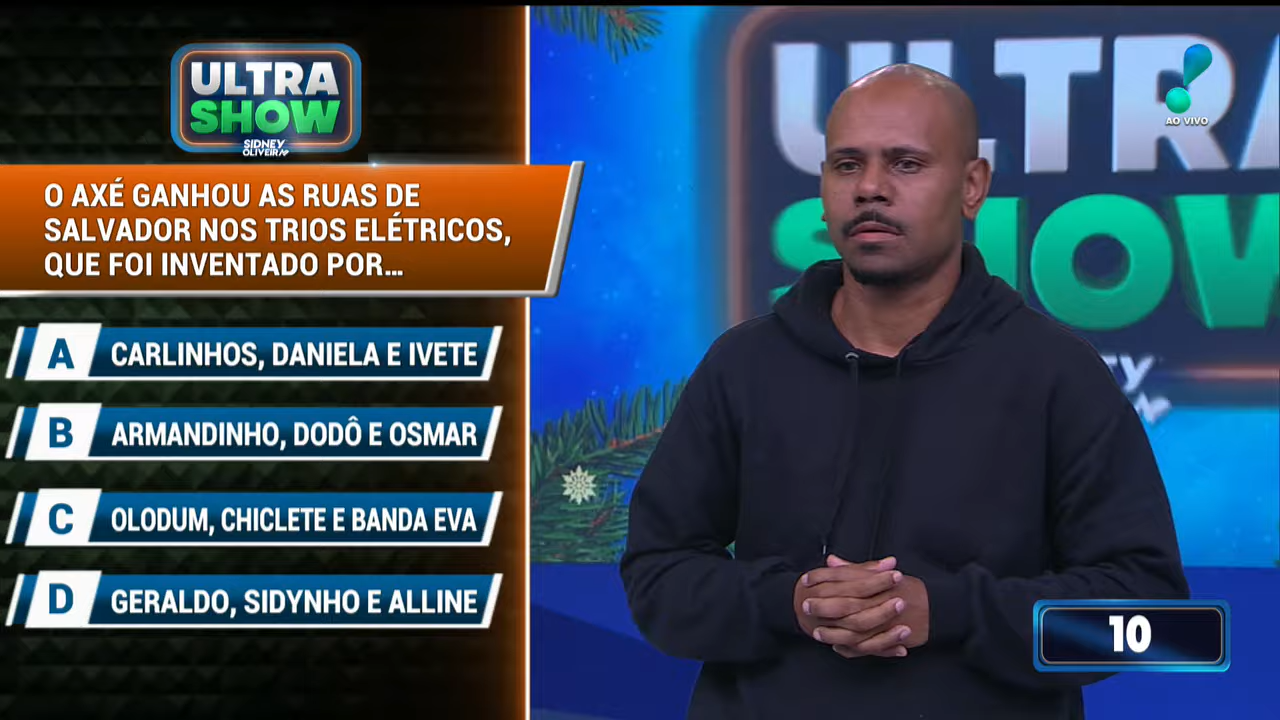 ULTRA
SHOW
SIDNEY
OLIVEIRA
O AXÉ GANHOU AS RUAS DE
SALVADOR NOS TRIOS ELÉTRICOS,
QUE FOI INVENTADO POR...
A CARLINHOS, DANIELA E IVETE
B ARMANDINHO, DODÔ E OSMAR
C OLODUM, CHICLETE E BANDA EVA
D GERALDO, SIDYNHO E ALLINE
AO VIVO
10